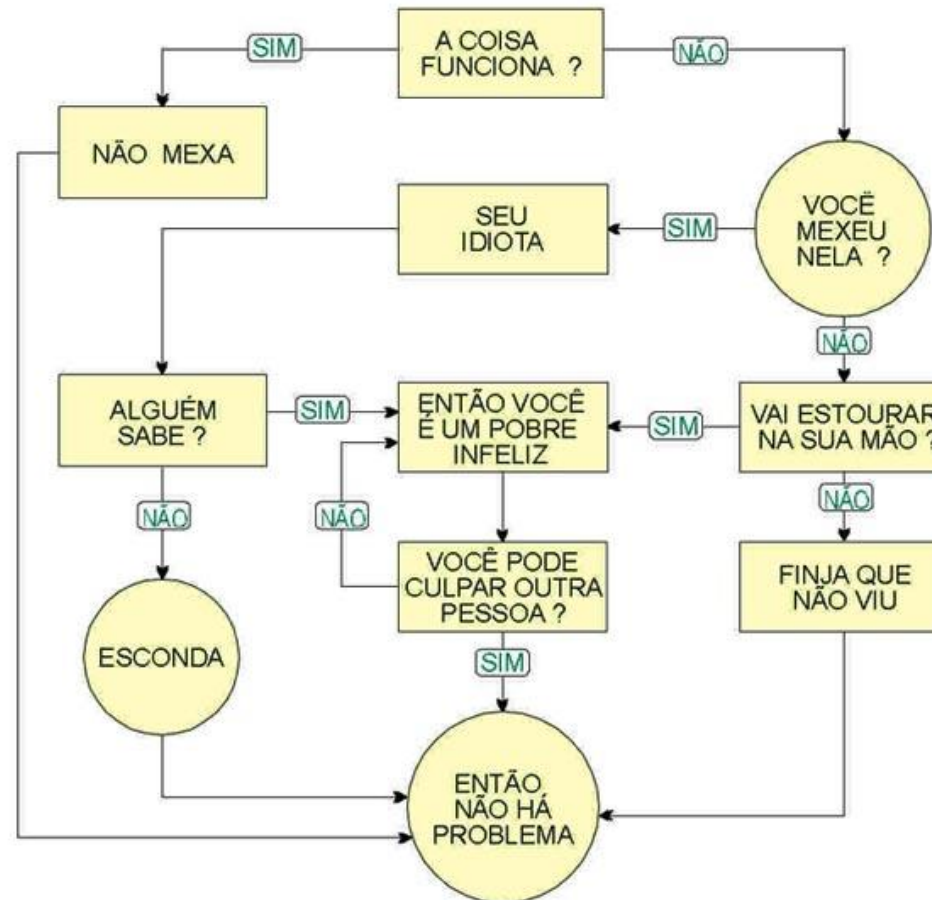 A COISA
FUNCIONA ?
SIM
NÃO
NÃO MEXA
VOCÊ
MEXEU
NELA ?
SEU
IDIOTA
SIM
NÃO
ALGUÉM
SABE ?
SIM
ENTÃO VOCÊ
É UM POBRE
INFELIZ
SIM
VAI ESTOURAR
NA SUA MÃO ?
NÃO
NÃO
NÃO
VOCÊ PODE
CULPAR OUTRA
PESSOA ?
FINJA QUE
NÃO VIU
ESCONDA
SIM
ENTÃO
NÃO HÁ
PROBLEMA